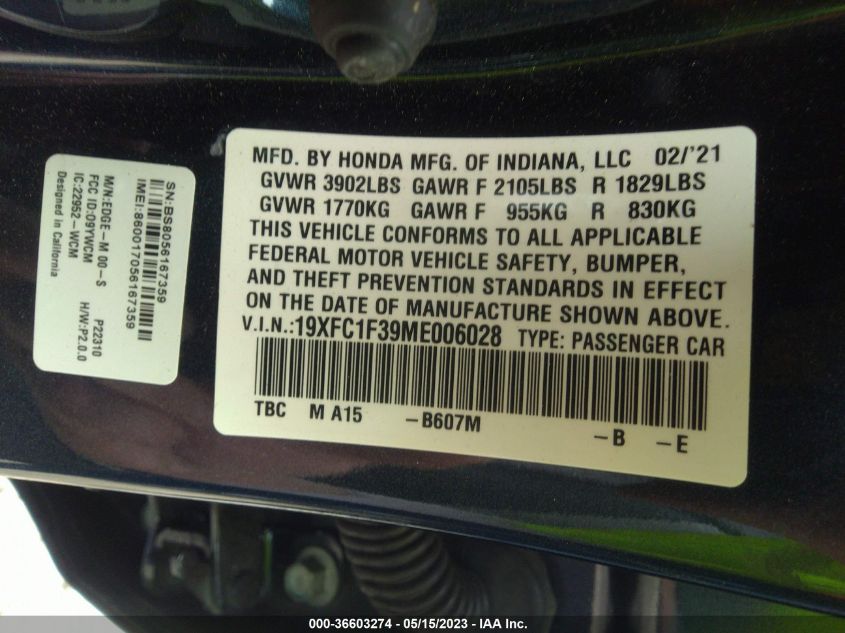 MFD. BY HONDA MFG. OF INDIANA, LLC 02/'21
GVWR 3902LBS GAWR F 2105LBS R 1829LBS
GVWR 1770KG GAWR F 955KG R 830KG
THIS VEHICLE CONFORMS TO ALL APPLICABLE
FEDERAL MOTOR VEHICLE SAFETY, BUMPER,
AND THEFT PREVENTION STANDARDS IN EFFECT
ON THE DATE OF MANUFACTURE SHOWN ABOVE.
V.I.N.:19XFC1F39ME006028 TYPE: PASSENGER CAR
TBC M A15 -B607M -B -E
SN:BS8056167359
IMEI:860017056167359
M/N:EDGE-M 00-S P22310
FCC ID:O9YWCM H/W:P2.0.0
IC:22952-WCM
Designed in California
000-36603274 - 05/15/2023 - IAA Inc.